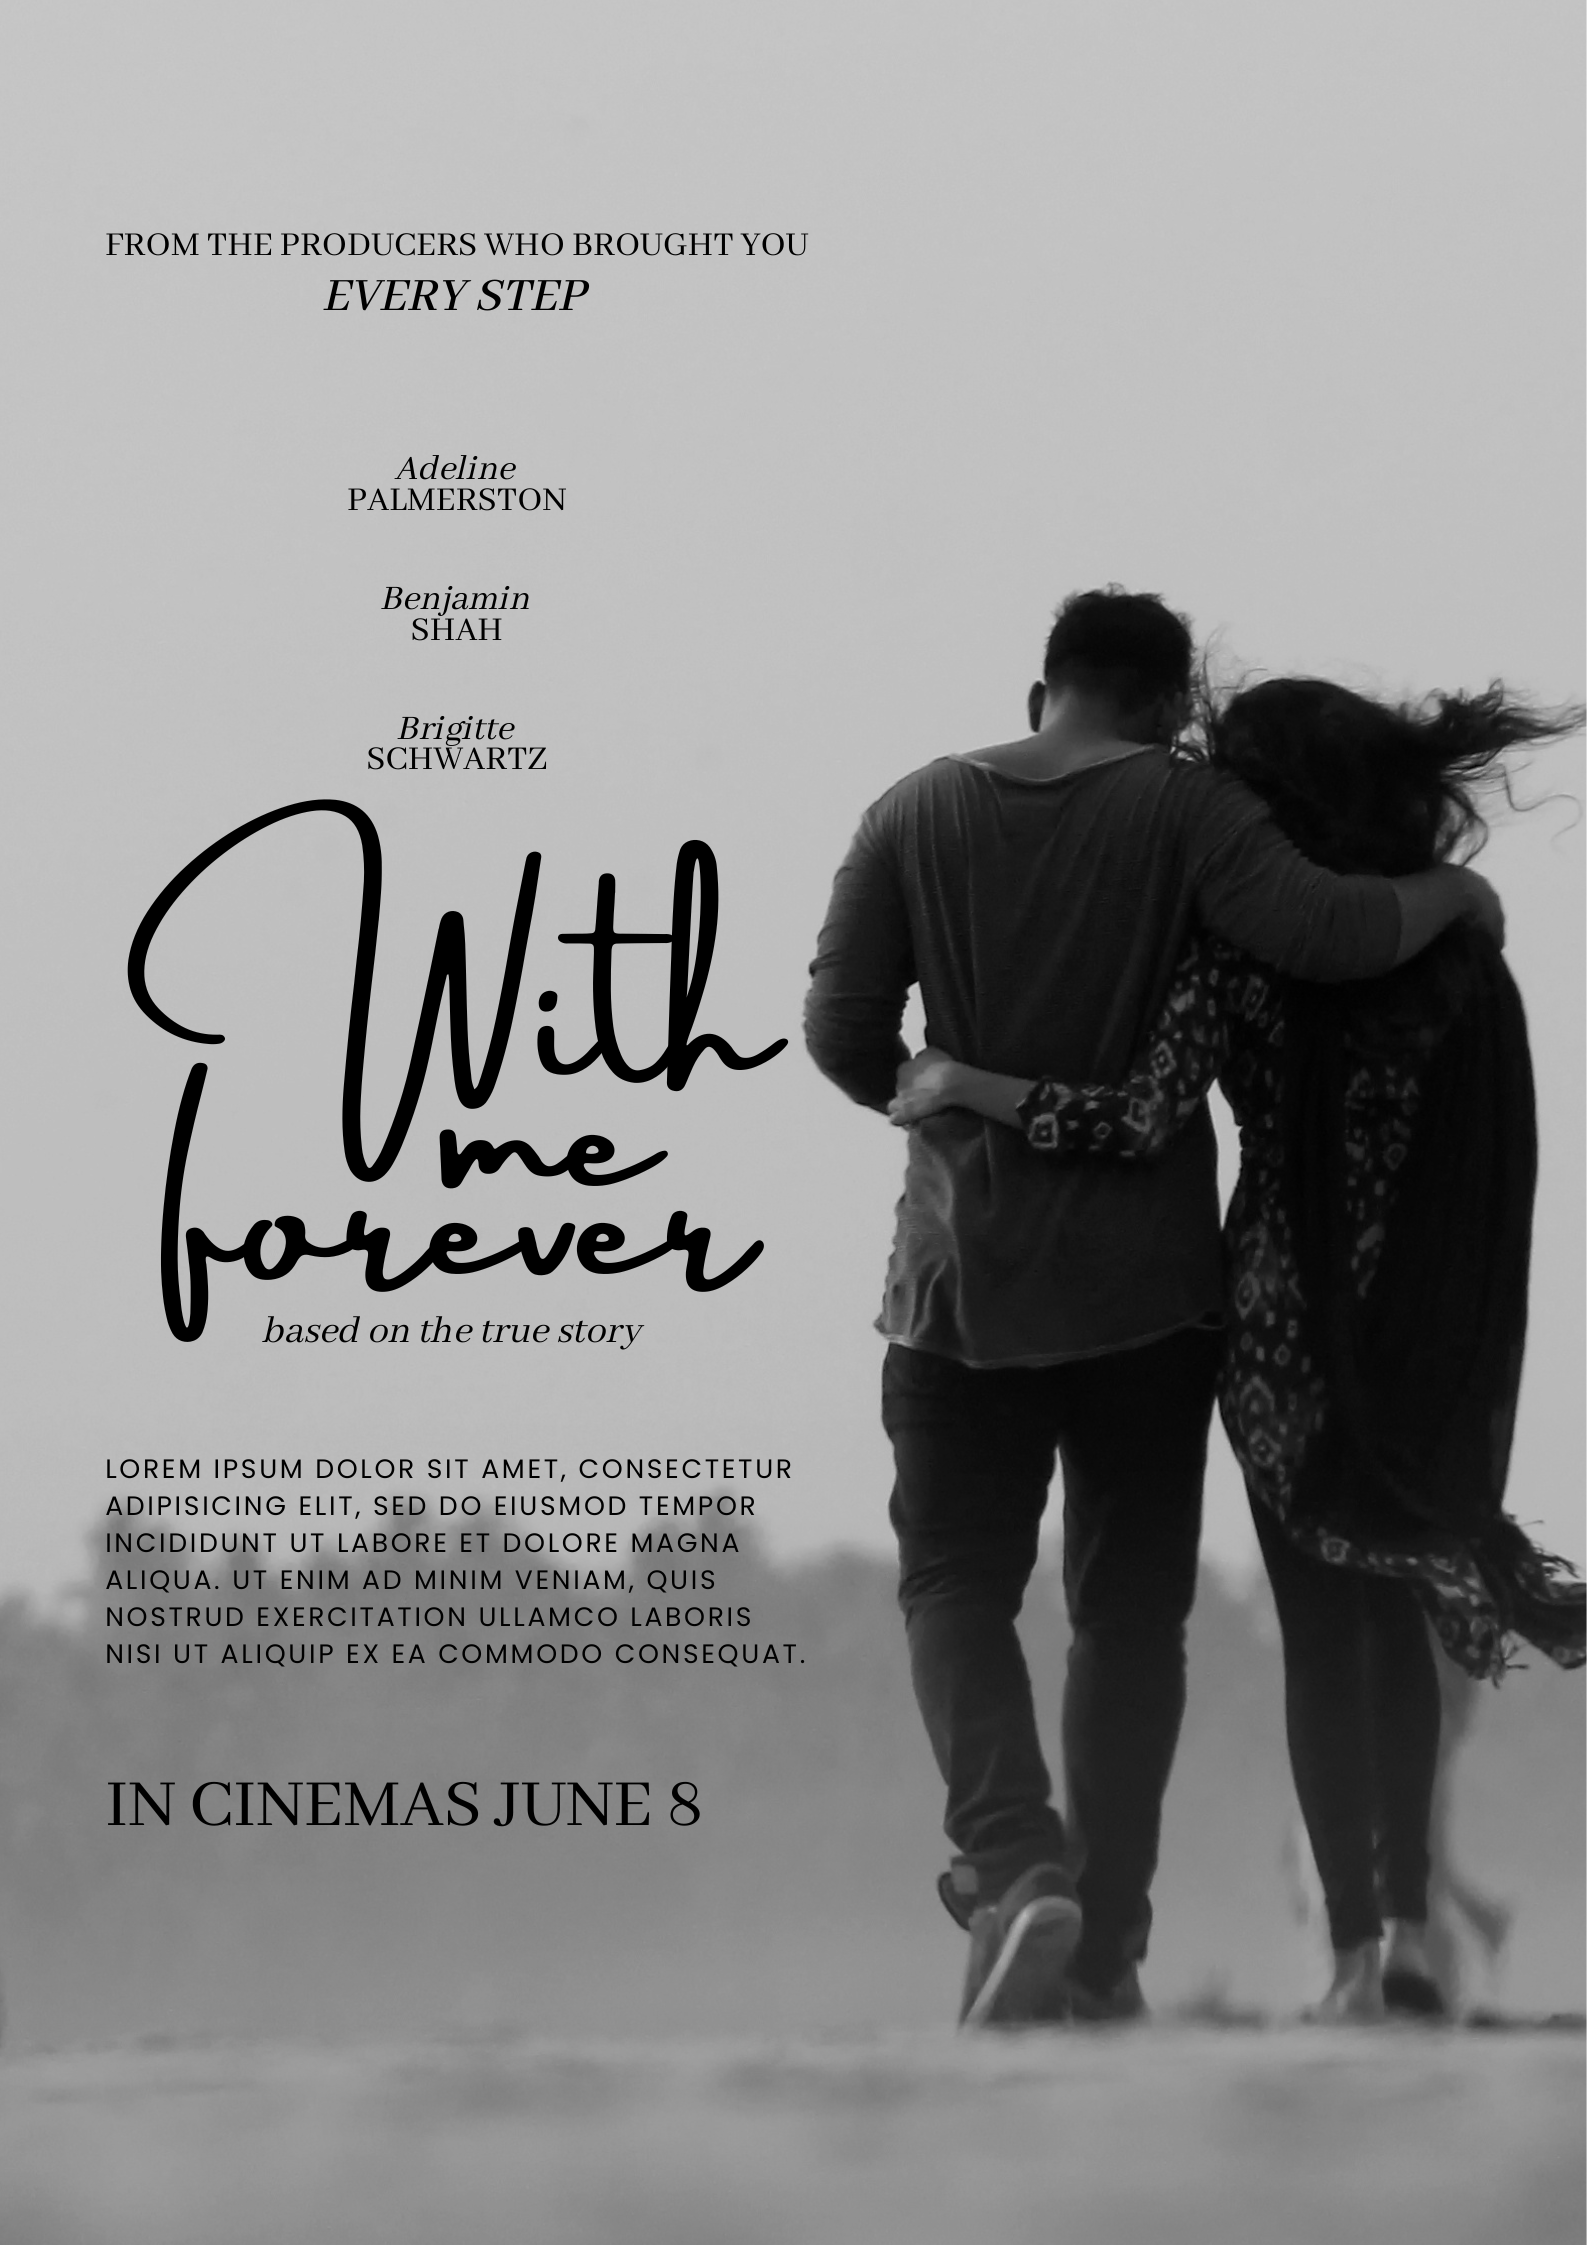 FROM THE PRODUCERS WHO BROUGHT YOU
EVERY STEP
Adeline
PALMERSTON
Benjamin
SHAH
Brigitte
SCHWARTZ
With
me
forever
based on the true story
LOREM IPSUM DOLOR SIT AMET, CONSECTETUR
ADIPISICING ELIT, SED DO EIUSMOD TEMPOR
INCIDIDUNT UT LABORE ET DOLORE MAGNA
ALIQUA. UT ENIM AD MINIM VENIAM, QUIS
NOSTRUD EXERCITATION ULLAMCO LABORIS
NISI UT ALIQUIP EX EA COMMODO CONSEQUAT.
IN CINEMAS JUNE 8